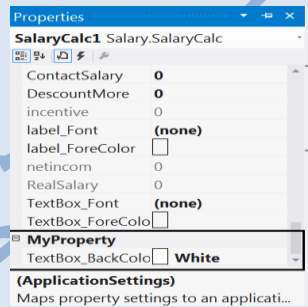 Properties
SalaryCalc1 Salary.SalaryCalc
ContactSalary 0
DescountMore 0
incentive 0
label_Font (none)
label_ForeColor
netincom 0
RealSalary 0
TextBox_Font (none)
TextBox_ForeColo
MyProperty
TextBox_BackColo White
(ApplicationSettings)
Maps property settings to an applicati...